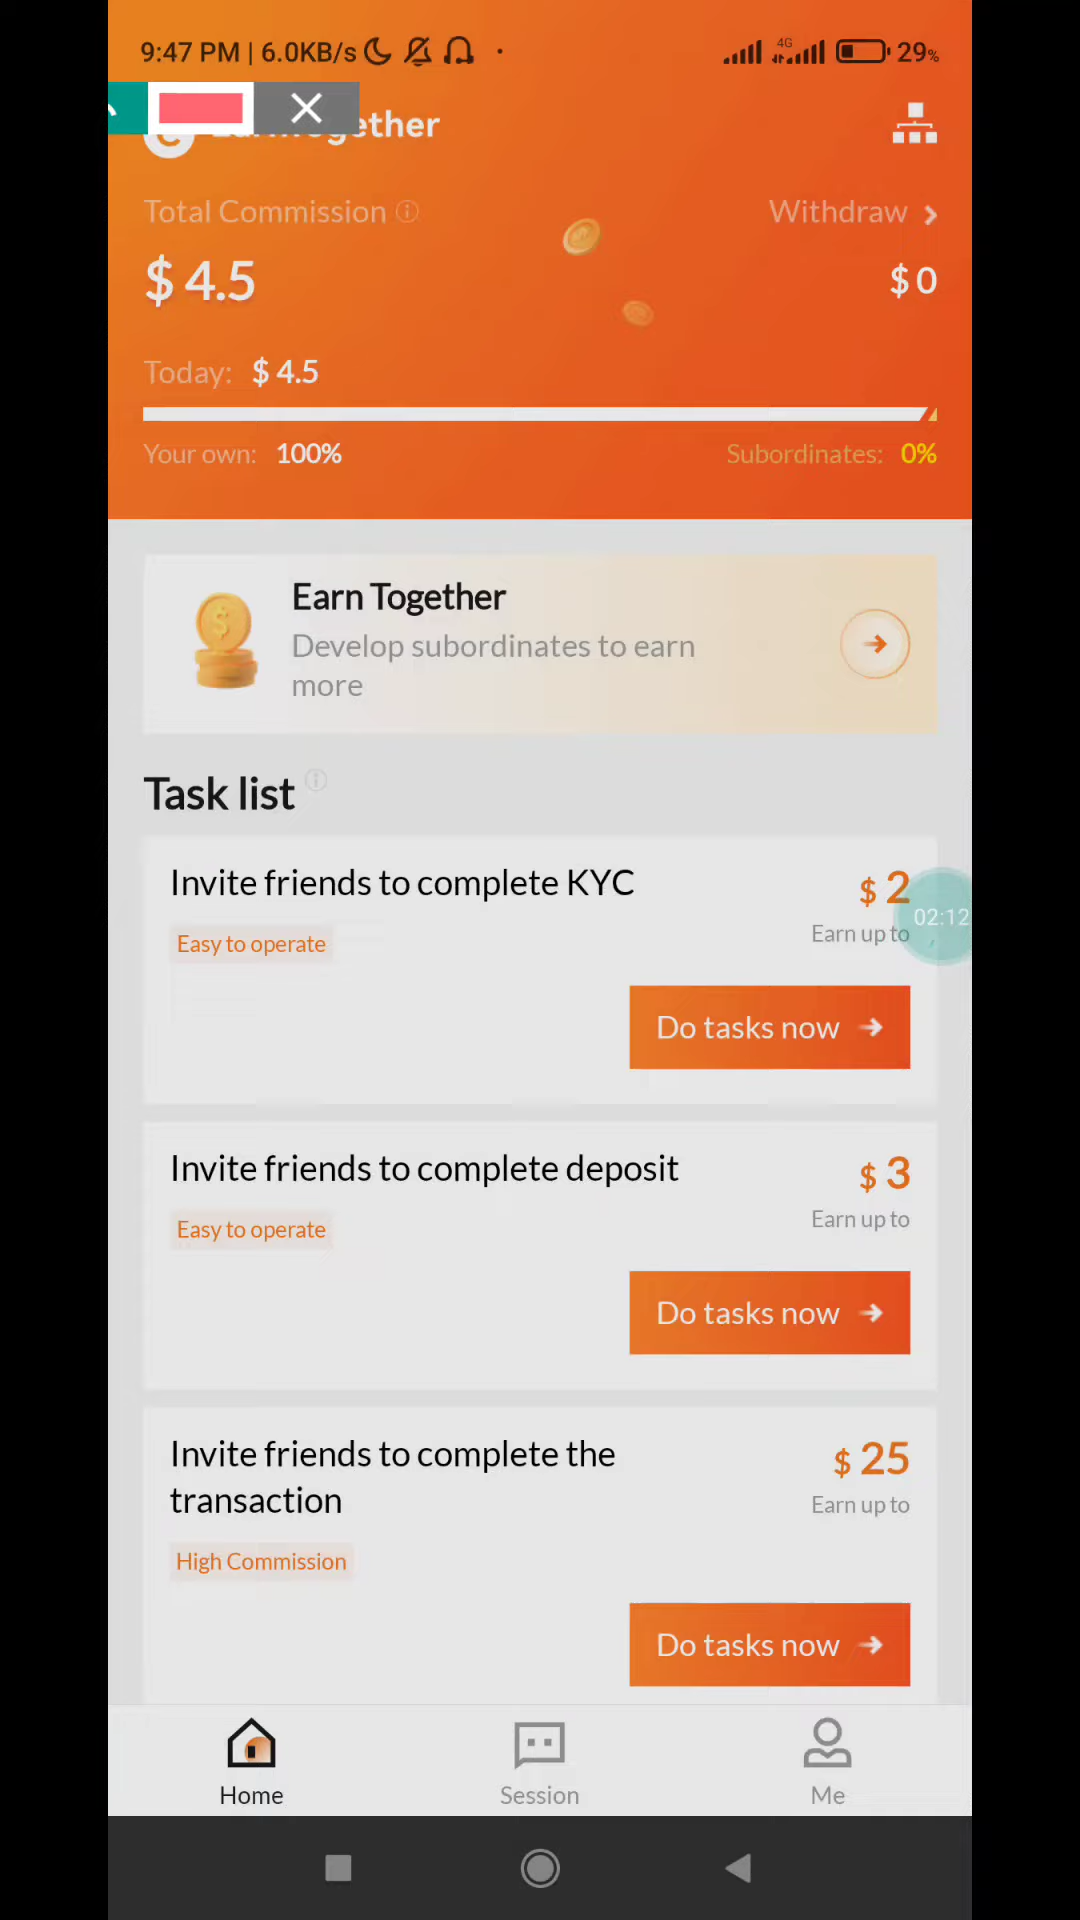 9:47 PM | 6.0KB/s
4G
29%
ether
Total Commission
Withdraw
$ 4.5
$ 0
Today: $ 4.5
Your own: 100%
Subordinates: 0%
Earn Together
Develop subordinates to earn
more
Task list
Invite friends to complete KYC
$ 2
Easy to operate
02:12
Earn up to
Do tasks now
Invite friends to complete deposit
$ 3
Easy to operate
Earn up to
Do tasks now
Invite friends to complete the
transaction
$ 25
Earn up to
High Commission
Do tasks now
Home
Session
Me